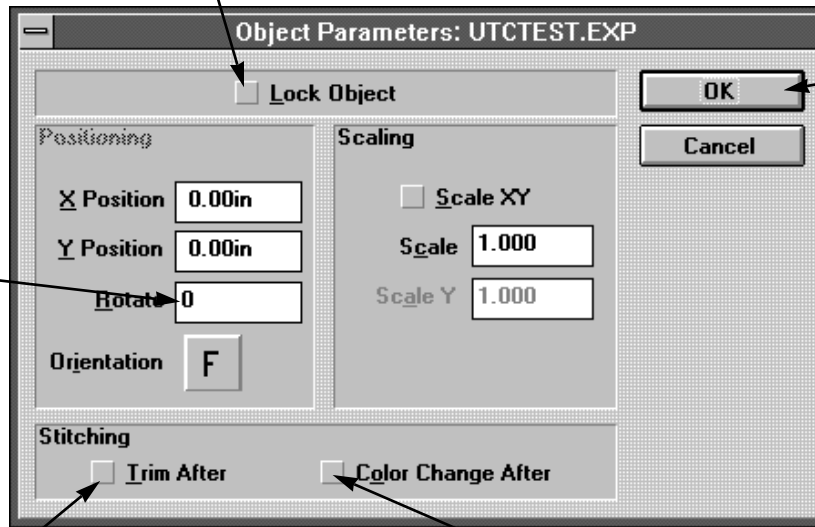 Object Parameters: UTCTEST.EXP
Lock Object
OK
Cancel
Positioning
X Position 0.00in
Y Position 0.00in
Rotate 0
Orientation F
Scaling
Scale XY
Scale 1.000
Scale Y 1.000
Stitching
Trim After
Color Change After